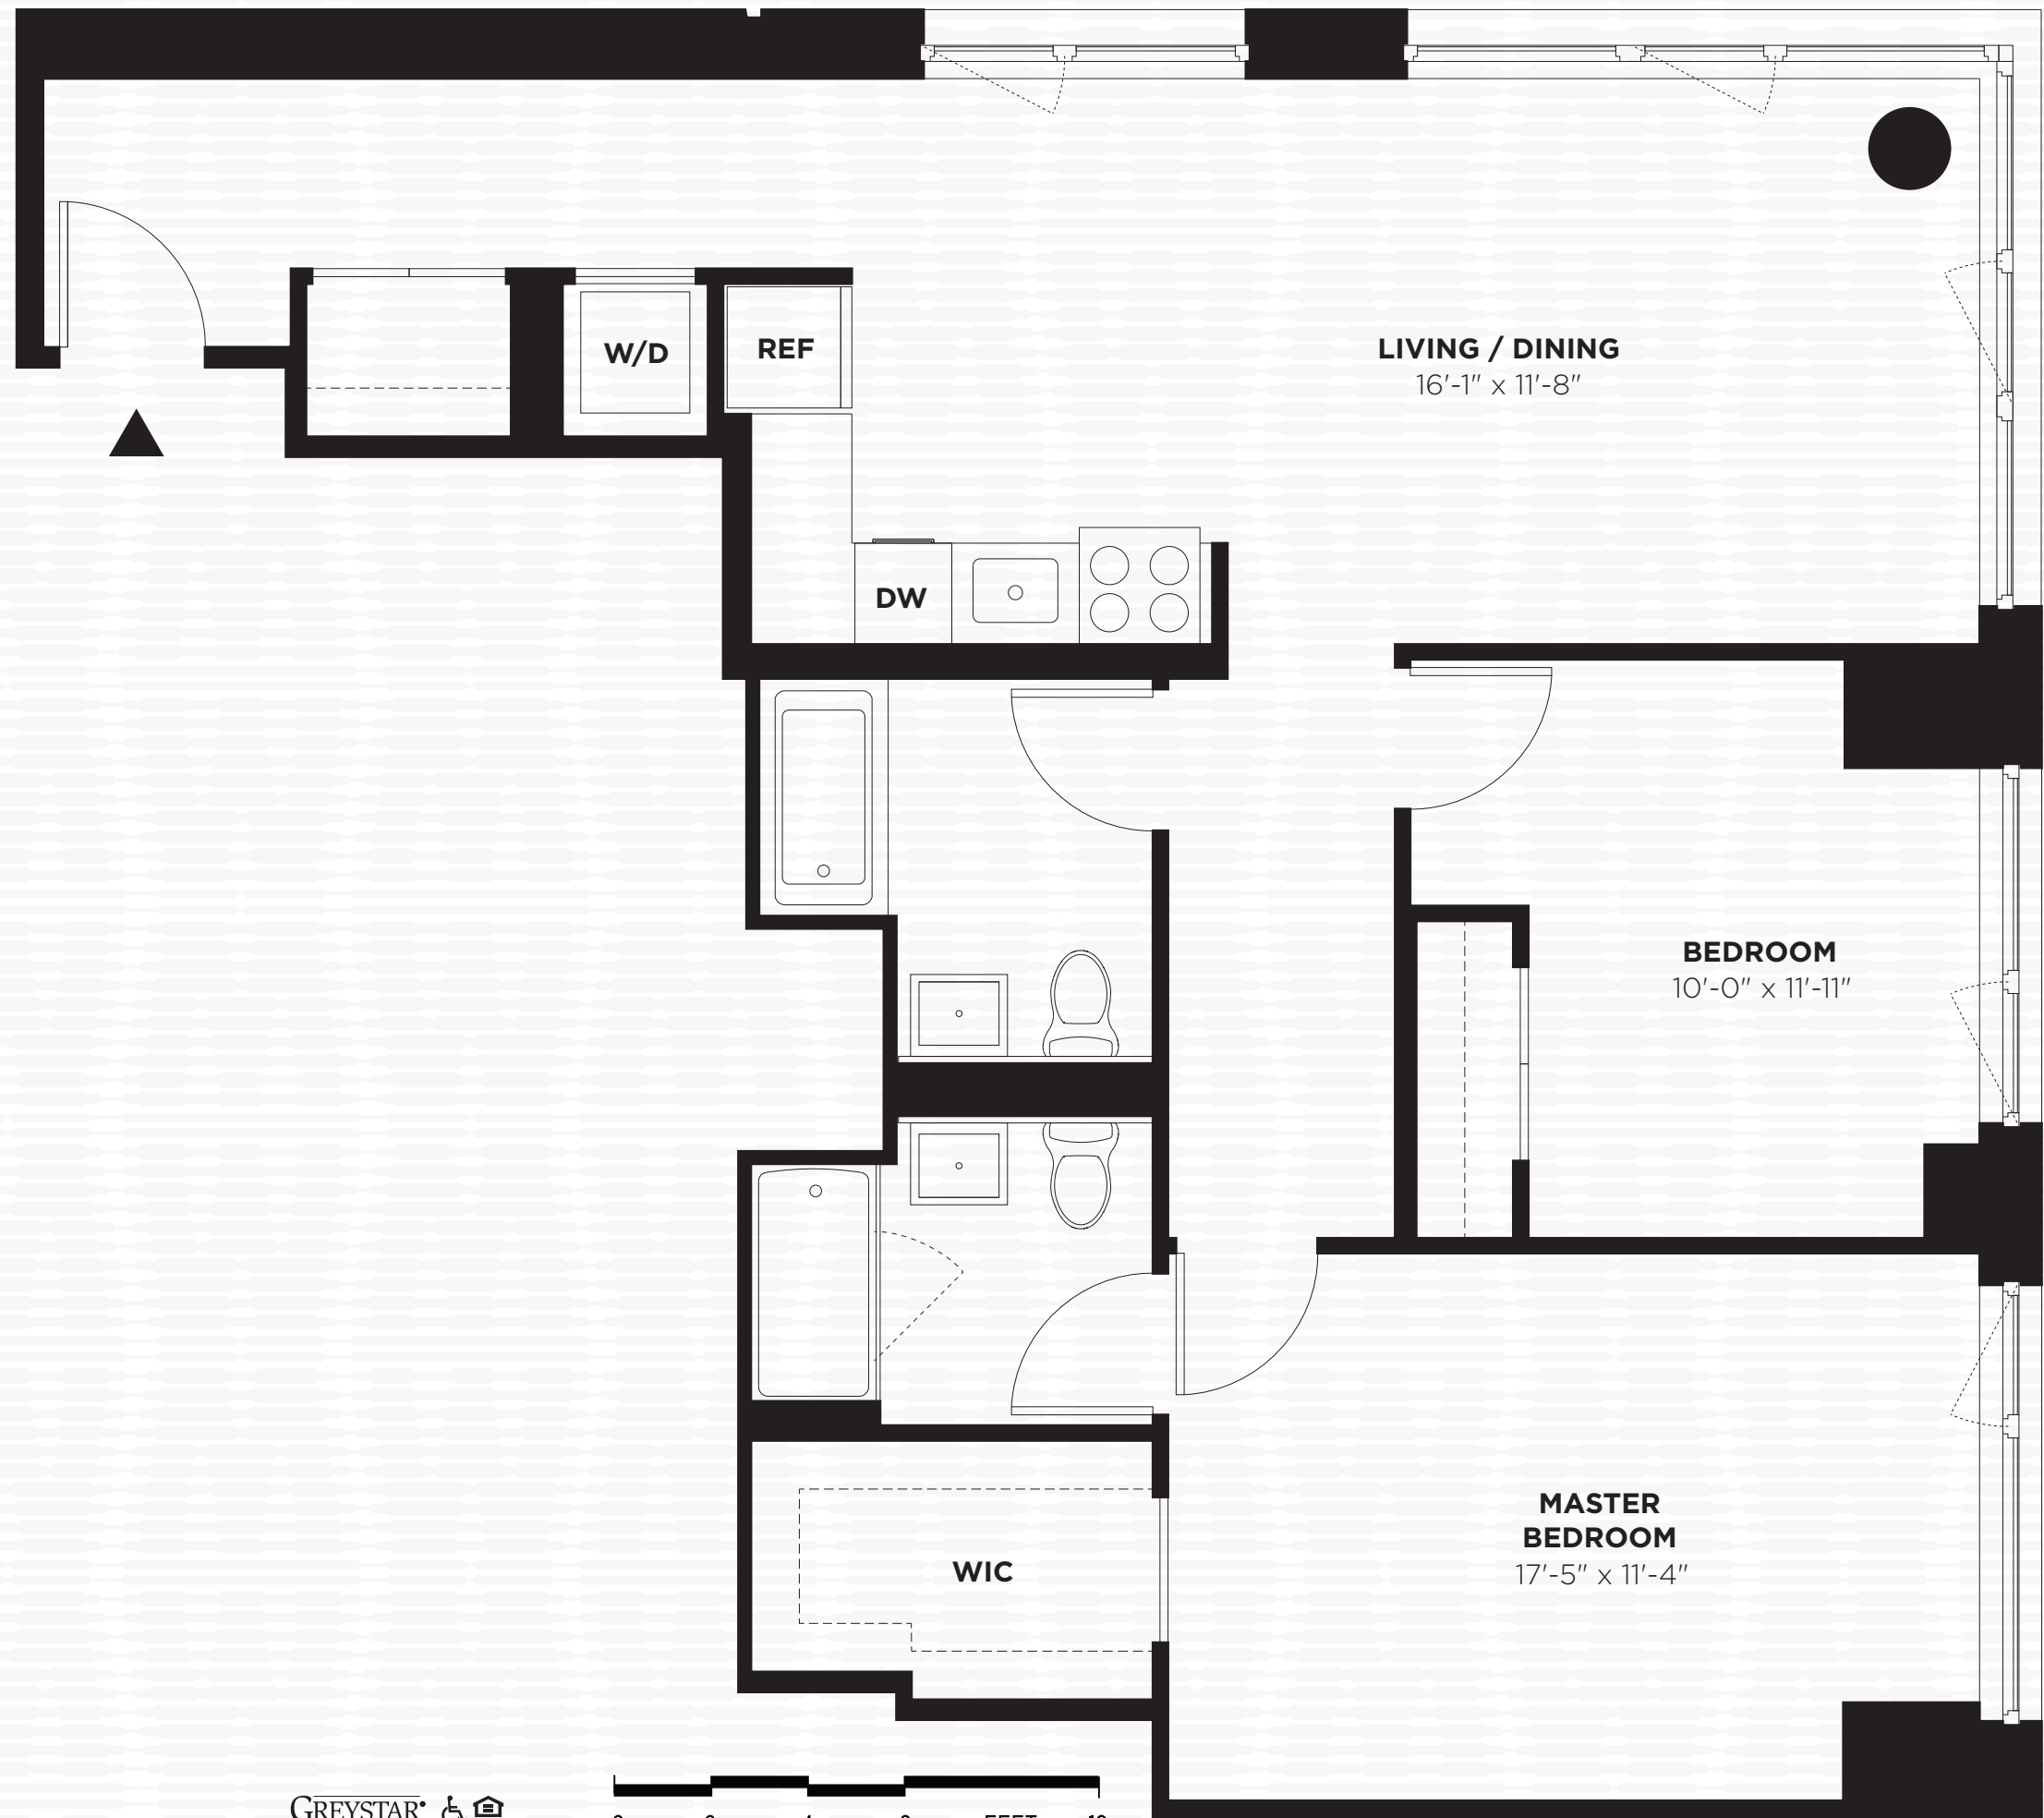 W/D
REF
LIVING / DINING
16'-1" x 11'-8"
DW
BEDROOM
10'-0" x 11'-11"
MASTER
BEDROOM
17'-5" x 11'-4"
WIC
GREYSTAR